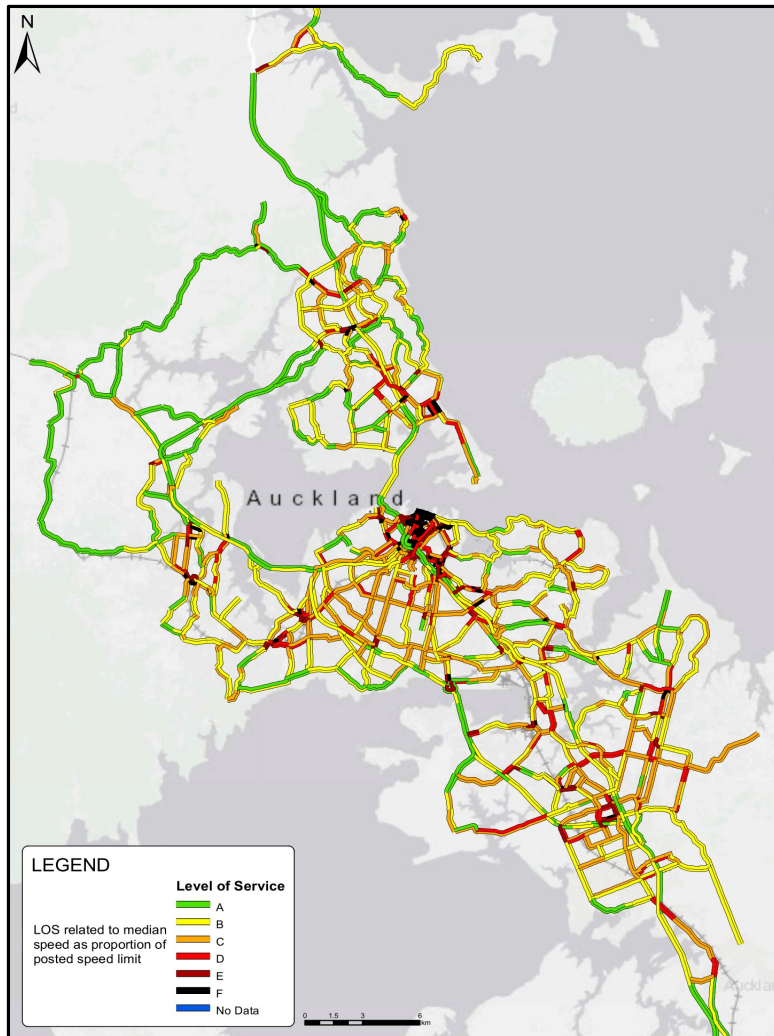 N
Auckland
Auckland
LEGEND
Level of Service
LOS related to median
speed as proportion of
posted speed limit
A
B
C
D
E
F
No Data
0 1.5 3 6
km